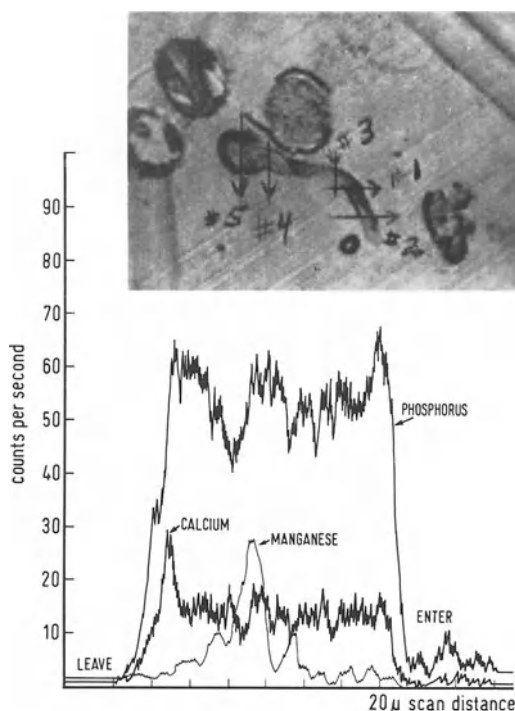 #3
#1
#5
#4
#2
90
80
70
60
50
40
30
20
10
counts per second
PHOSPHORUS
CALCIUM
MANGANESE
LEAVE
ENTER
20μ scan distance